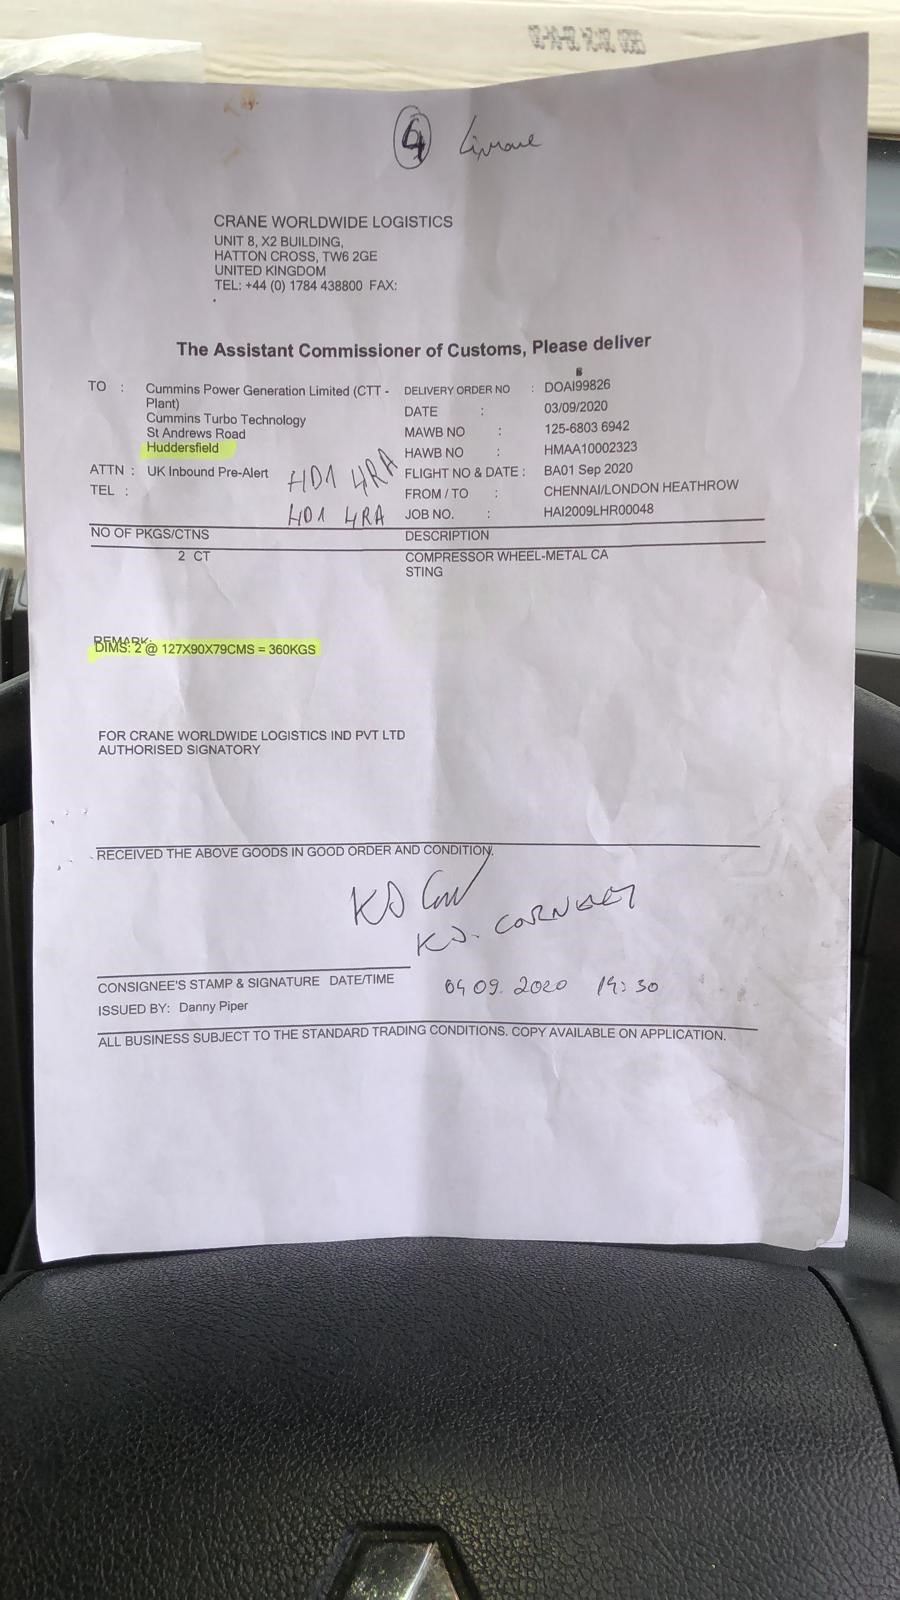 4
CRANE WORLDWIDE LOGISTICS
UNIT 8, X2 BUILDING,
HATTON CROSS, TW6 2GE
UNITED KINGDOM
TEL: +44 (0) 1784 438800 FAX:
.
The Assistant Commissioner of Customs, Please deliver
TO : Cummins Power Generation Limited (CTT -
Plant)
Cummins Turbo Technology
St Andrews Road
Huddersfield
ATTN : UK Inbound Pre-Alert
TEL :
HD1 4RA
HD1 4RA
DELIVERY ORDER NO : DOAI99826
DATE : 03/09/2020
MAWB NO : 125-6803 6942
HAWB NO : HMAA10002323
FLIGHT NO & DATE : BA01 Sep 2020
FROM / TO : CHENNAI/LONDON HEATHROW
JOB NO. : HAI2009LHR00048
NO OF PKGS/CTNS DESCRIPTION
2 CT COMPRESSOR WHEEL-METAL CA
STING
REMARK:
DIMS: 2 @ 127X90X79CMS = 360KGS
FOR CRANE WORLDWIDE LOGISTICS IND PVT LTD
AUTHORISED SIGNATORY
RECEIVED THE ABOVE GOODS IN GOOD ORDER AND CONDITION.
CONSIGNEE'S STAMP & SIGNATURE DATE/TIME
04 09. 2020 14:30
ISSUED BY: Danny Piper
ALL BUSINESS SUBJECT TO THE STANDARD TRADING CONDITIONS. COPY AVAILABLE ON APPLICATION.